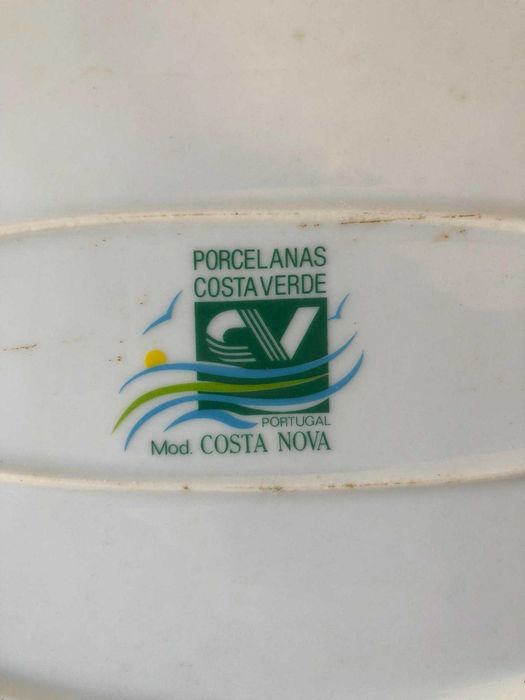 PORCELANAS
COSTA VERDE
CV
PORTUGAL
Mod. COSTA NOVA